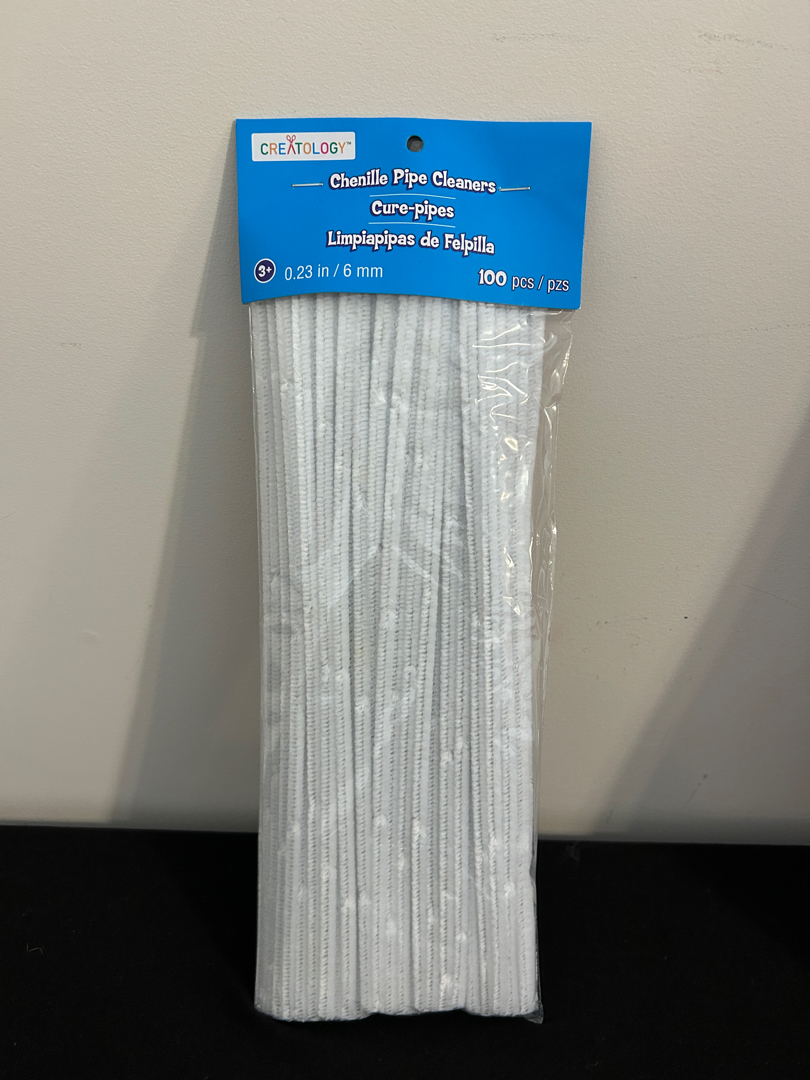 CREATOLOGY™
Chenille Pipe Cleaners
Cure-pipes
Limpiapipas de Felpilla
3+ 0.23 in / 6 mm
100 pcs / pzs